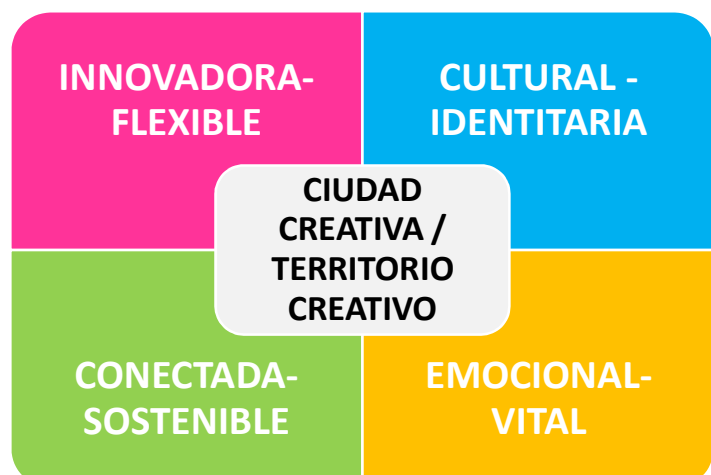 INNOVADORA-
FLEXIBLE
CULTURAL -
IDENTITARIA
CIUDAD
CREATIVA /
TERRITORIO
CREATIVO
CONECTADA-
SOSTENIBLE
EMOCIONAL-
VITAL